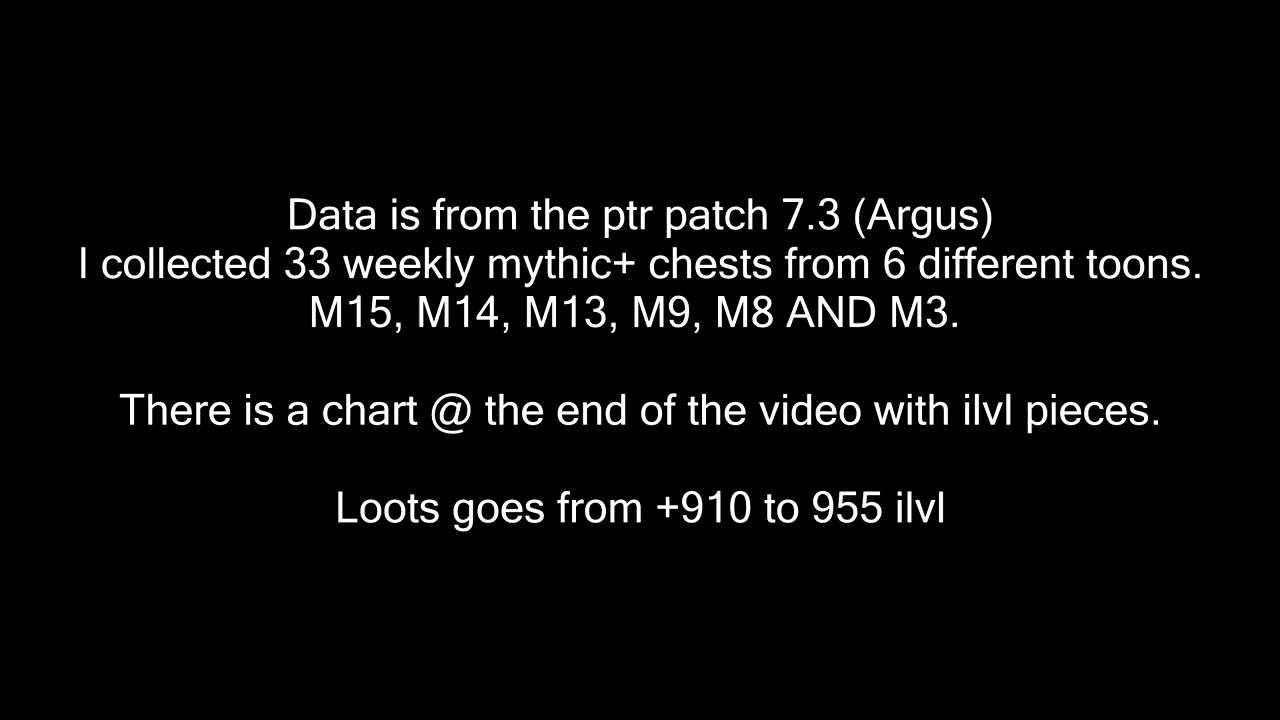 Data is from the ptr patch 7.3 (Argus)
I collected 33 weekly mythic+ chests from 6 different toons.
M15, M14, M13, M9, M8 AND M3.
There is a chart @ the end of the video with ilvl pieces.
Loots goes from +910 to 955 ilvl